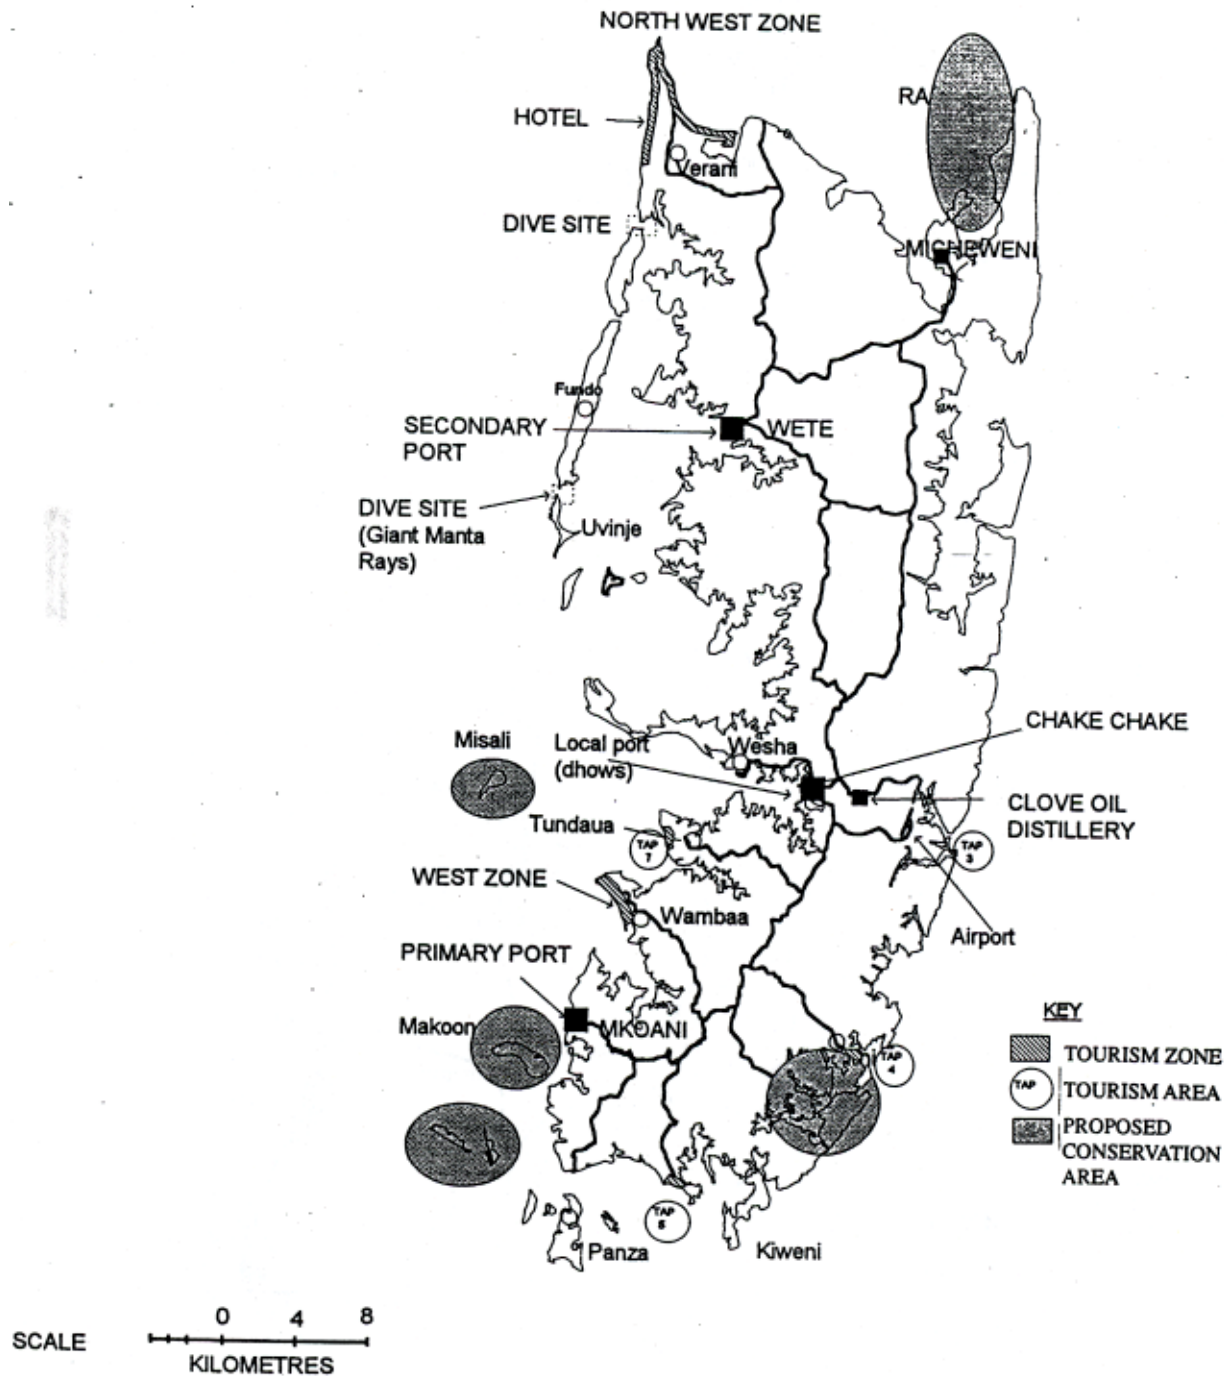 NORTH WEST ZONE
RA
HOTEL
Verani
DIVE SITE
MICHEWENI
Fundo
SECONDARY
PORT
WETE
DIVE SITE
(Giant Manta
Rays)
Uvinje
CHAKE CHAKE
Misali
Local port
(dhows)
Wesha
CLOVE OIL
DISTILLERY
Tundaua
TAP
7
TAP
3
WEST ZONE
Wambaa
Airport
PRIMARY PORT
Makoon
MKOANI
TAP
4
KEY
TOURISM ZONE
TAP
TOURISM AREA
PROPOSED
CONSERVATION
AREA
TAP
5
Panza
Kiweni
0 4 8
SCALE
KILOMETRES